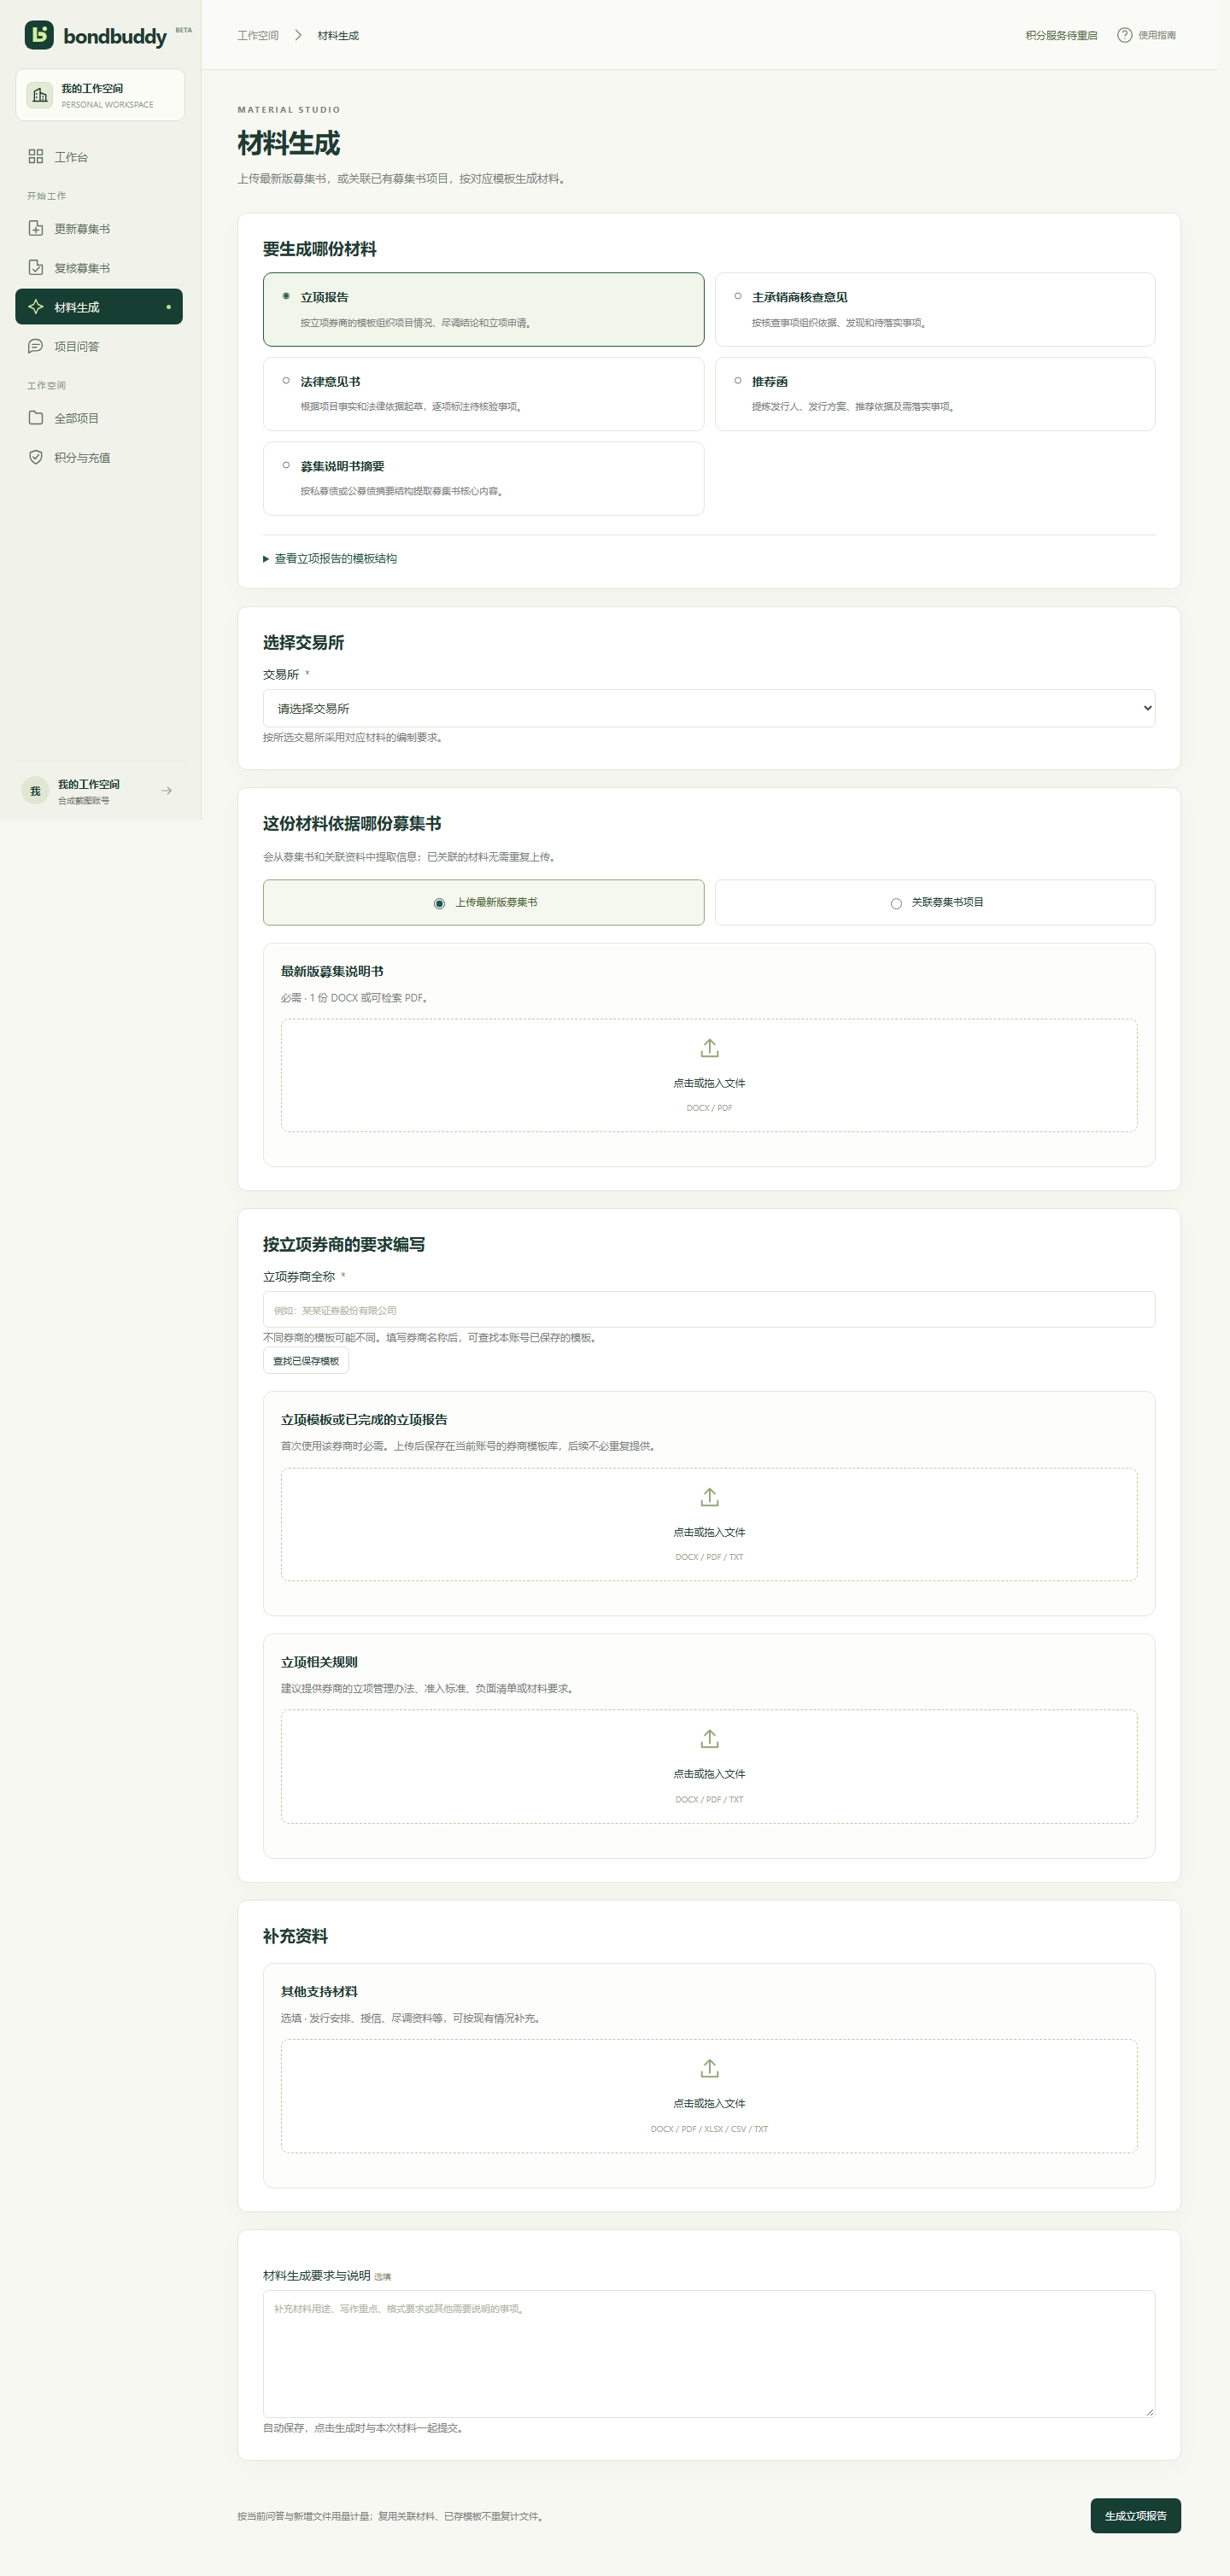 bondbuddy BETA
我的工作空间
PERSONAL WORKSPACE
工作台
开始工作
更新募集书
复核募集书
材料生成
项目问答
工作空间
全部项目
积分与充值
我
我的工作空间
合成截图账号
工作空间 材料生成
积分服务待重启
使用指南
MATERIAL STUDIO
材料生成
上传最新版募集书，或关联已有募集书项目，按对应模板生成材料。
要生成哪份材料
立项报告
按立项券商的模板组织项目情况、尽调结论和立项申请。
主承销商核查意见
按核查事项组织依据、发现和待落实事项。
法律意见书
根据项目事实和法律依据起草，逐项标注待核验事项。
推荐函
提炼发行人、发行方案、推荐依据及需落实事项。
募集说明书摘要
按私募债或公募债摘要结构提取募集书核心内容。
查看立项报告的模板结构
选择交易所
交易所 *
请选择交易所
按所选交易所采用对应材料的编制要求。
这份材料依据哪份募集书
会从募集书和关联资料中提取信息；已关联的材料无需重复上传。
上传最新版募集书
关联募集书项目
最新版募集说明书
必需 · 1 份 DOCX 或可检索 PDF。
点击或拖入文件
DOCX / PDF
按立项券商的要求编写
立项券商全称 *
例如：某某证券股份有限公司
不同券商的模板可能不同。填写券商名称后，可查找本账号已保存的模板。
查找已保存模板
立项模板或已完成的立项报告
首次使用该券商时必需。上传后保存在当前账号的券商模板库，后续不必重复提供。
点击或拖入文件
DOCX / PDF / TXT
立项相关规则
建议提供券商的立项管理办法、准入标准、负面清单或材料要求。
点击或拖入文件
DOCX / PDF / TXT
补充资料
其他支持材料
选填 · 发行安排、授信、尽调资料等，可按现有情况补充。
点击或拖入文件
DOCX / PDF / XLSX / CSV / TXT
材料生成要求与说明 选填
补充材料用途、写作重点、格式要求或其他需要说明的事项。
自动保存，点击生成时与本次材料一起提交。
按当前问答与新增文件用量计量；复用关联材料、已存模板不重复计文件。
生成立项报告